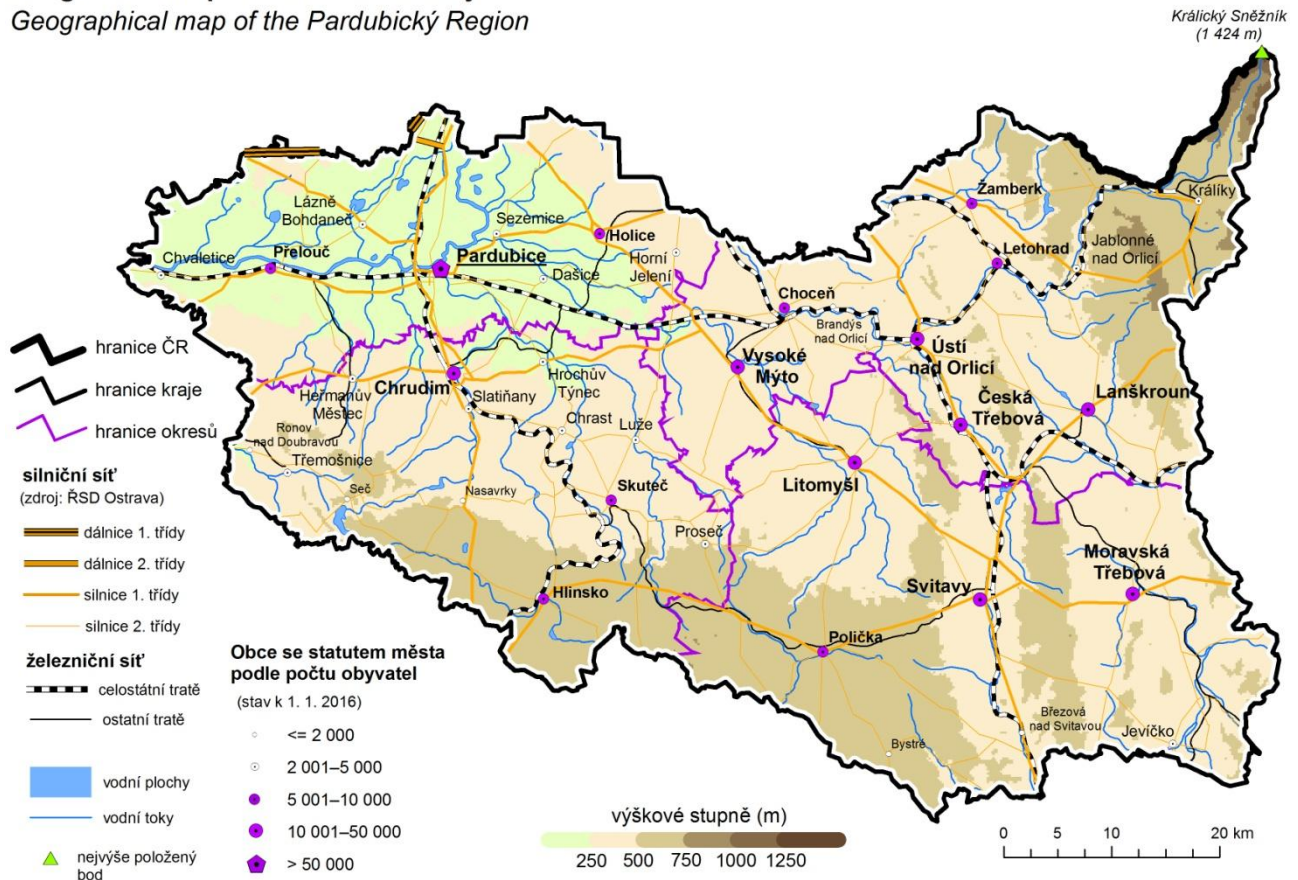 Geographical map of the Pardubický Region
Králický Sněžník
(1 424 m)
Žamberk
Králíky
Lázně
Bohdaneč
Sezemice
Holice
Letohrad
Jablonné
nad Orlicí
Chvaletice
Přelouč
Pardubice
Horní
Jelení
Dašice
Choceň
Brandýs
nad Orlicí
Ústí
nad Orlicí
Vysoké
Mýto
Chrudim
Hrochův
Týnec
Heřmanův
Městec
Slatiňany
Česká
Třebová
Lanškroun
Chrast
Luže
Ronov
nad Doubravou
Třemošnice
Litomyšl
Seč
Nasavrky
Skuteč
Proseč
Moravská
Třebová
Svitavy
Hlinsko
Polička
Březová
nad Svitavou
Jevíčko
Bystré
hranice ČR
hranice kraje
hranice okresů
silniční síť
(zdroj: ŘSD Ostrava)
dálnice 1. třídy
dálnice 2. třídy
silnice 1. třídy
silnice 2. třídy
železniční síť
celostátní tratě
ostatní tratě
vodní plochy
vodní toky
nejvýše položený
bod
Obce se statutem města
podle počtu obyvatel
(stav k 1. 1. 2016)
<= 2 000
2 001–5 000
5 001–10 000
10 001–50 000
> 50 000
výškové stupně (m)
250 500 750 1000 1250
0 5 10 20 km